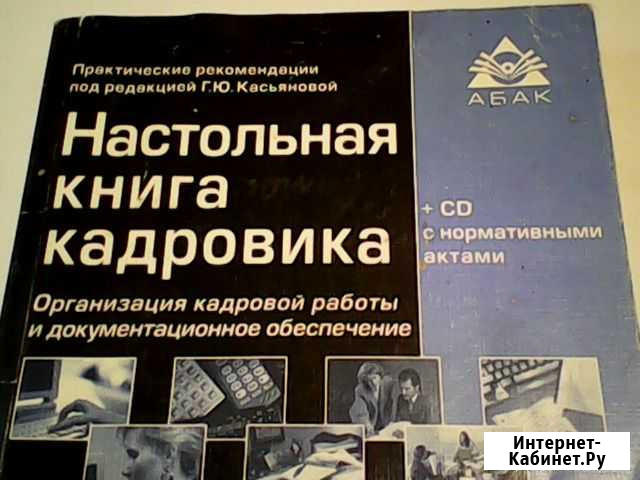 Практические рекомендации
под редакцией Г.Ю. Касьяновой
АБАК
Настольная
книга
кадровика
+ CD
с нормативными
актами
Организация кадровой работы
и документационное обеспечение
Интернет-
Кабинет.Ру